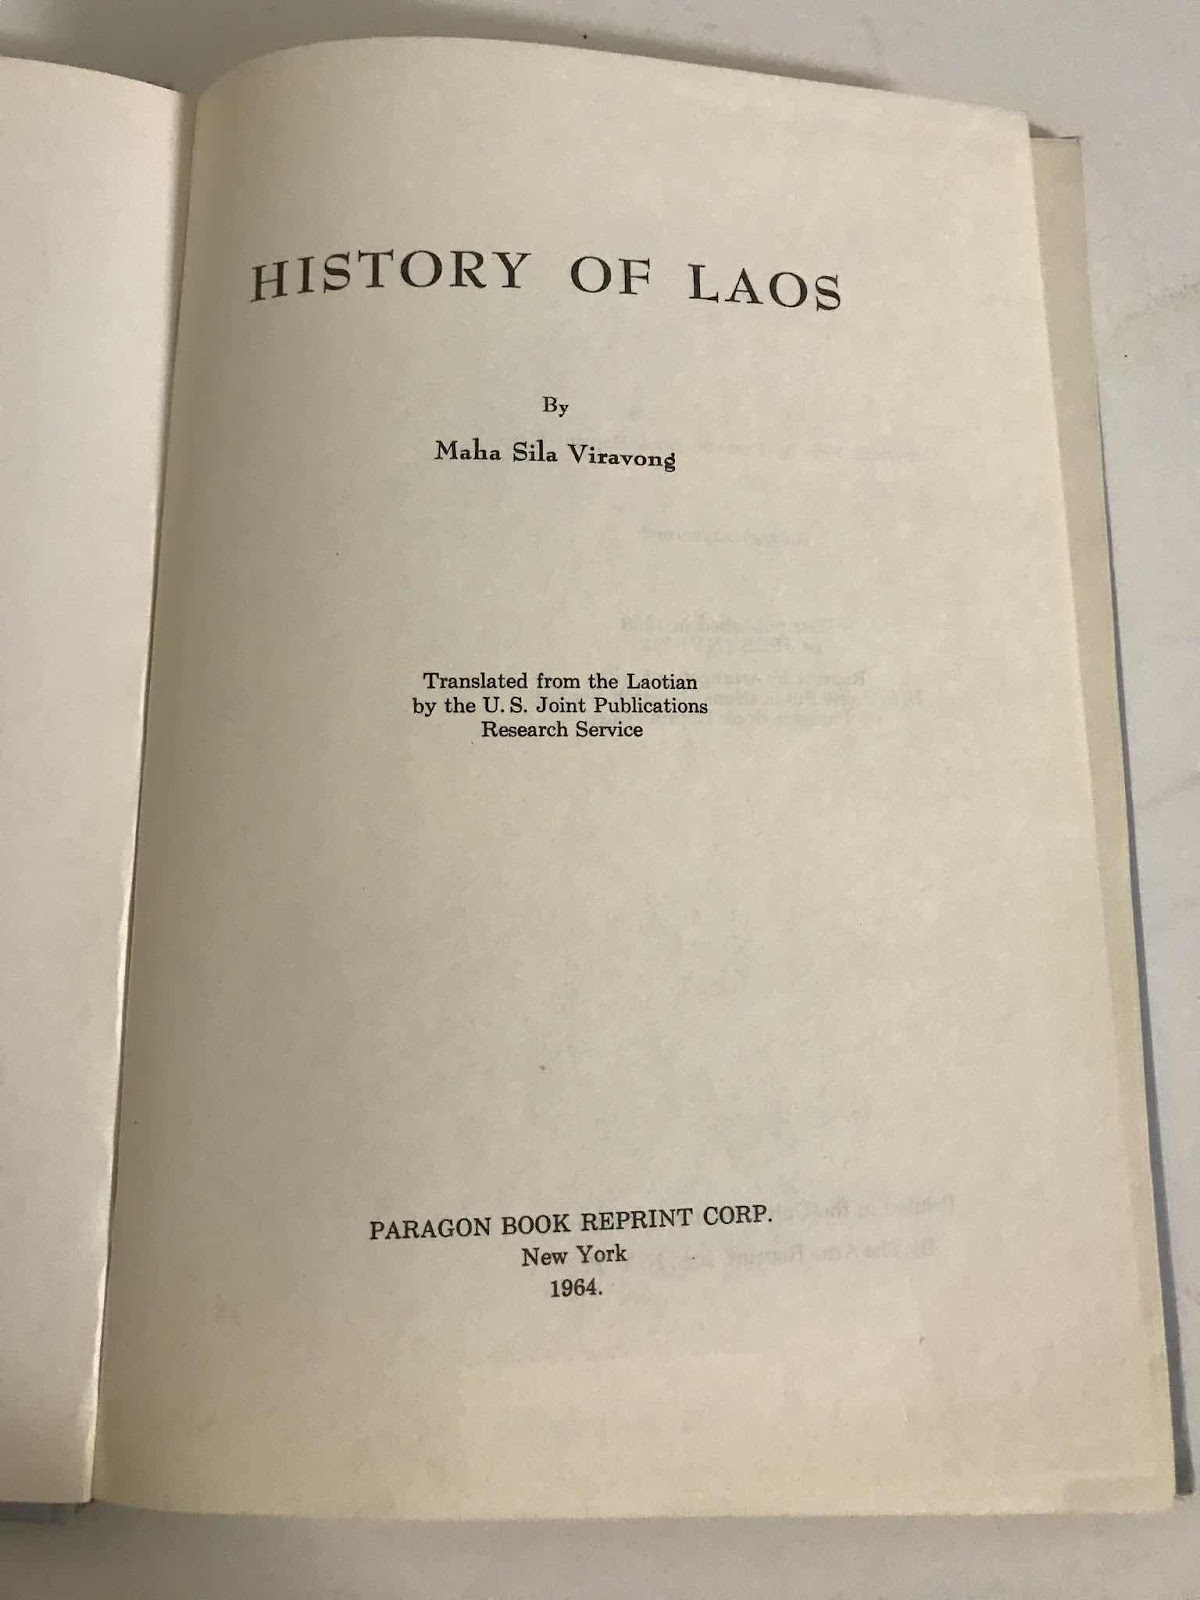 HISTORY OF LAOS
By
Maha Sila Viravong
Translated from the Laotian
by the U. S. Joint Publications
Research Service
PARAGON BOOK REPRINT CORP.
New York
1964.